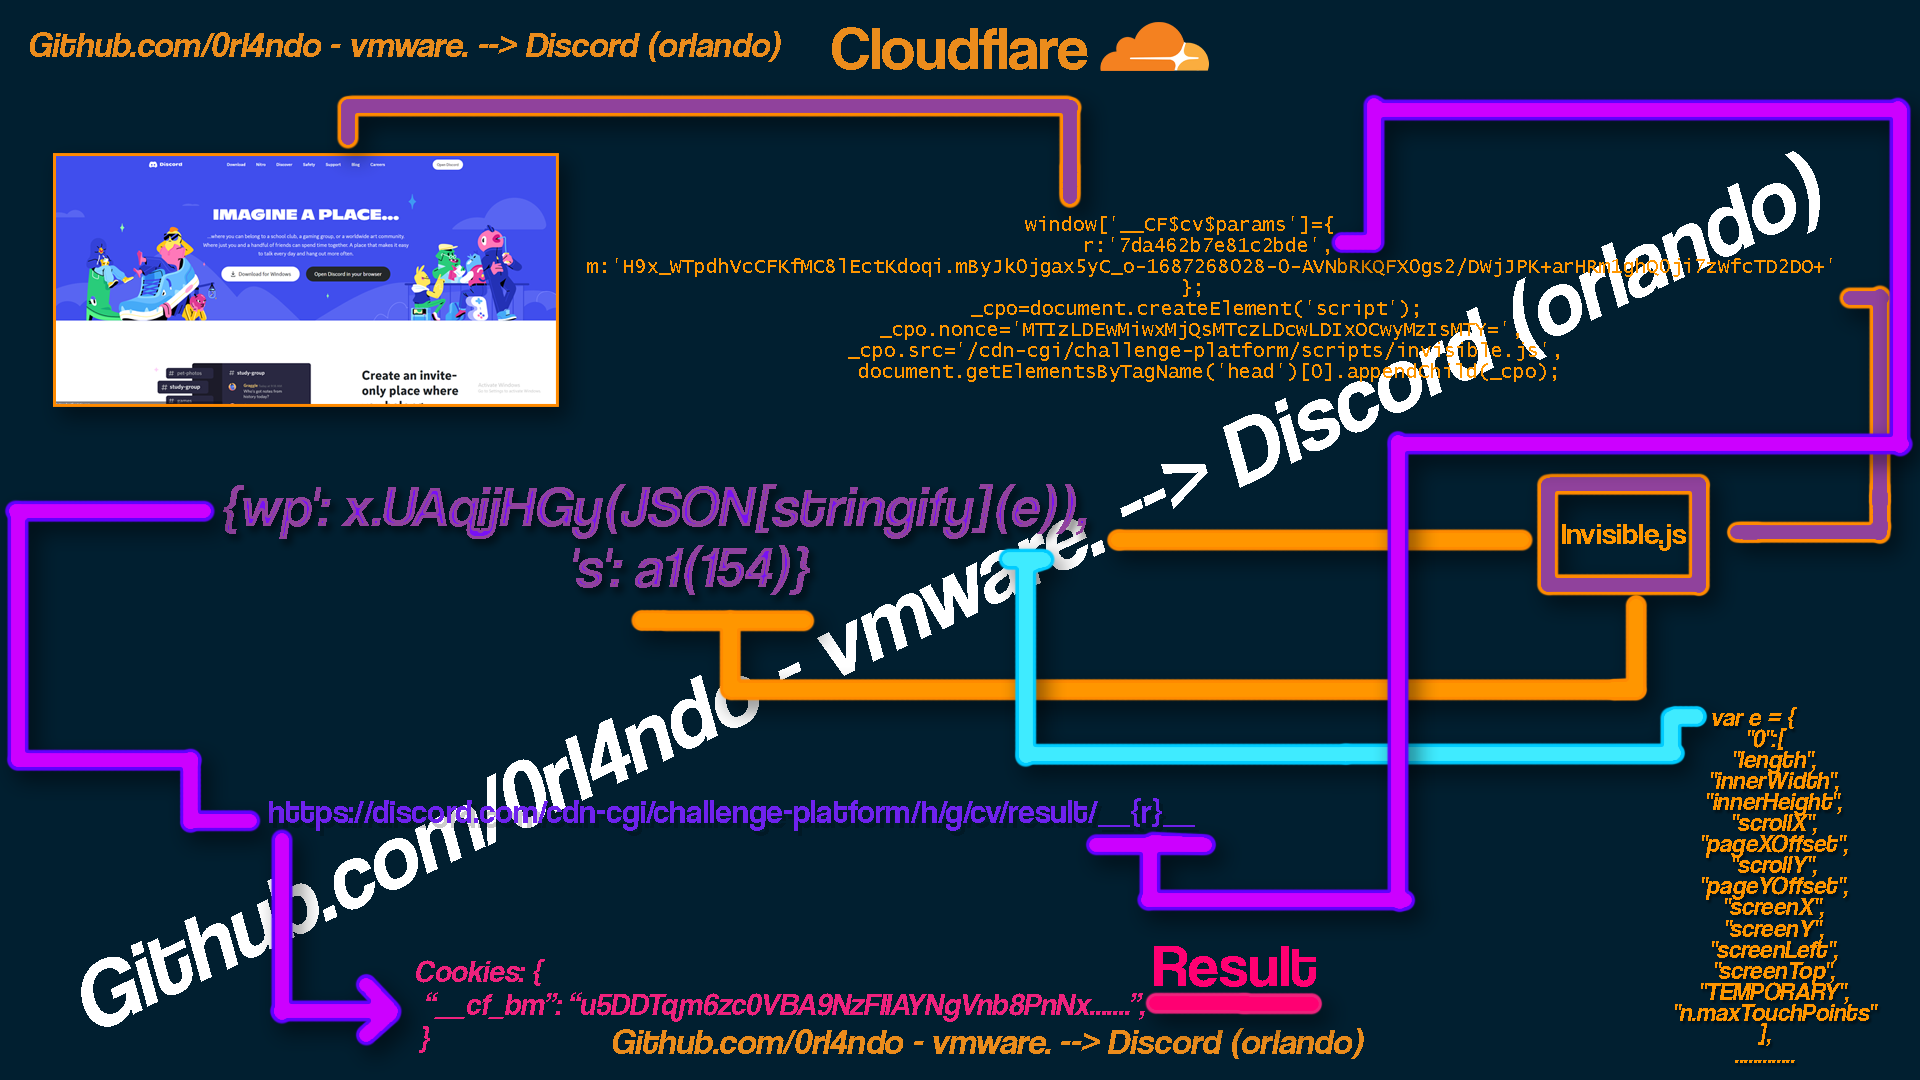 Github.com/0rl4ndo - vmware. --> Discord (orlando)
Cloudflare
Discord
Download Nitro Discover Safety Support Blog Careers
Open Discord
IMAGINE A PLACE...
...where you can belong to a school club, a gaming group, or a worldwide art community.
Where just you and a handful of friends can spend time together. A place that makes it easy
to talk every day and hang out more often.
Download for Windows
Open Discord in your browser
# pet-photos
# study-group
# study-group
Create an invite-
only place where
Activate Windows
window['__CF$cv$params']={
r:'7da462b7e81c2bde',
m:'H9x_WTpdhVcCFKfMC8lEctKdoqi.mByJkOjgax5yC_o-1687268028-0-AVNbRKQFX0gs2/DWjJPK+arHRm1ghQ0ji7zWfcTD2DO+'
};
_cpo=document.createElement('script');
_cpo.nonce='MTIzLDEwMiwxMjQsMTczLDcwLDIxOCwyMzIsMTY=',
_cpo.src='/cdn-cgi/challenge-platform/scripts/invisible.js',
document.getElementsByTagName('head')[0].appendChild(_cpo);
{wp': x.UAqijHGy(JSON[stringify](e)),
's': a1(154)}
Invisible.js
Github.com/0rl4ndo - vmware. --> Discord (orlando)
https://discord.com/cdn-cgi/challenge-platform/h/g/cv/result/__{r}__
var e = {
"0":[
"length",
"innerWidth",
"innerHeight",
"scrollX",
"pageXOffset",
"scrollY",
"pageYOffset",
"screenX",
"screenY",
"screenLeft",
"screenTop",
"TEMPORARY",
"n.maxTouchPoints"
],
.............
Result
Cookies: {
“__cf_bm”: “u5DDTqm6zc0VBA9NzFIlAYNgVnb8PnNx.......”,
}
Github.com/0rl4ndo - vmware. --> Discord (orlando)